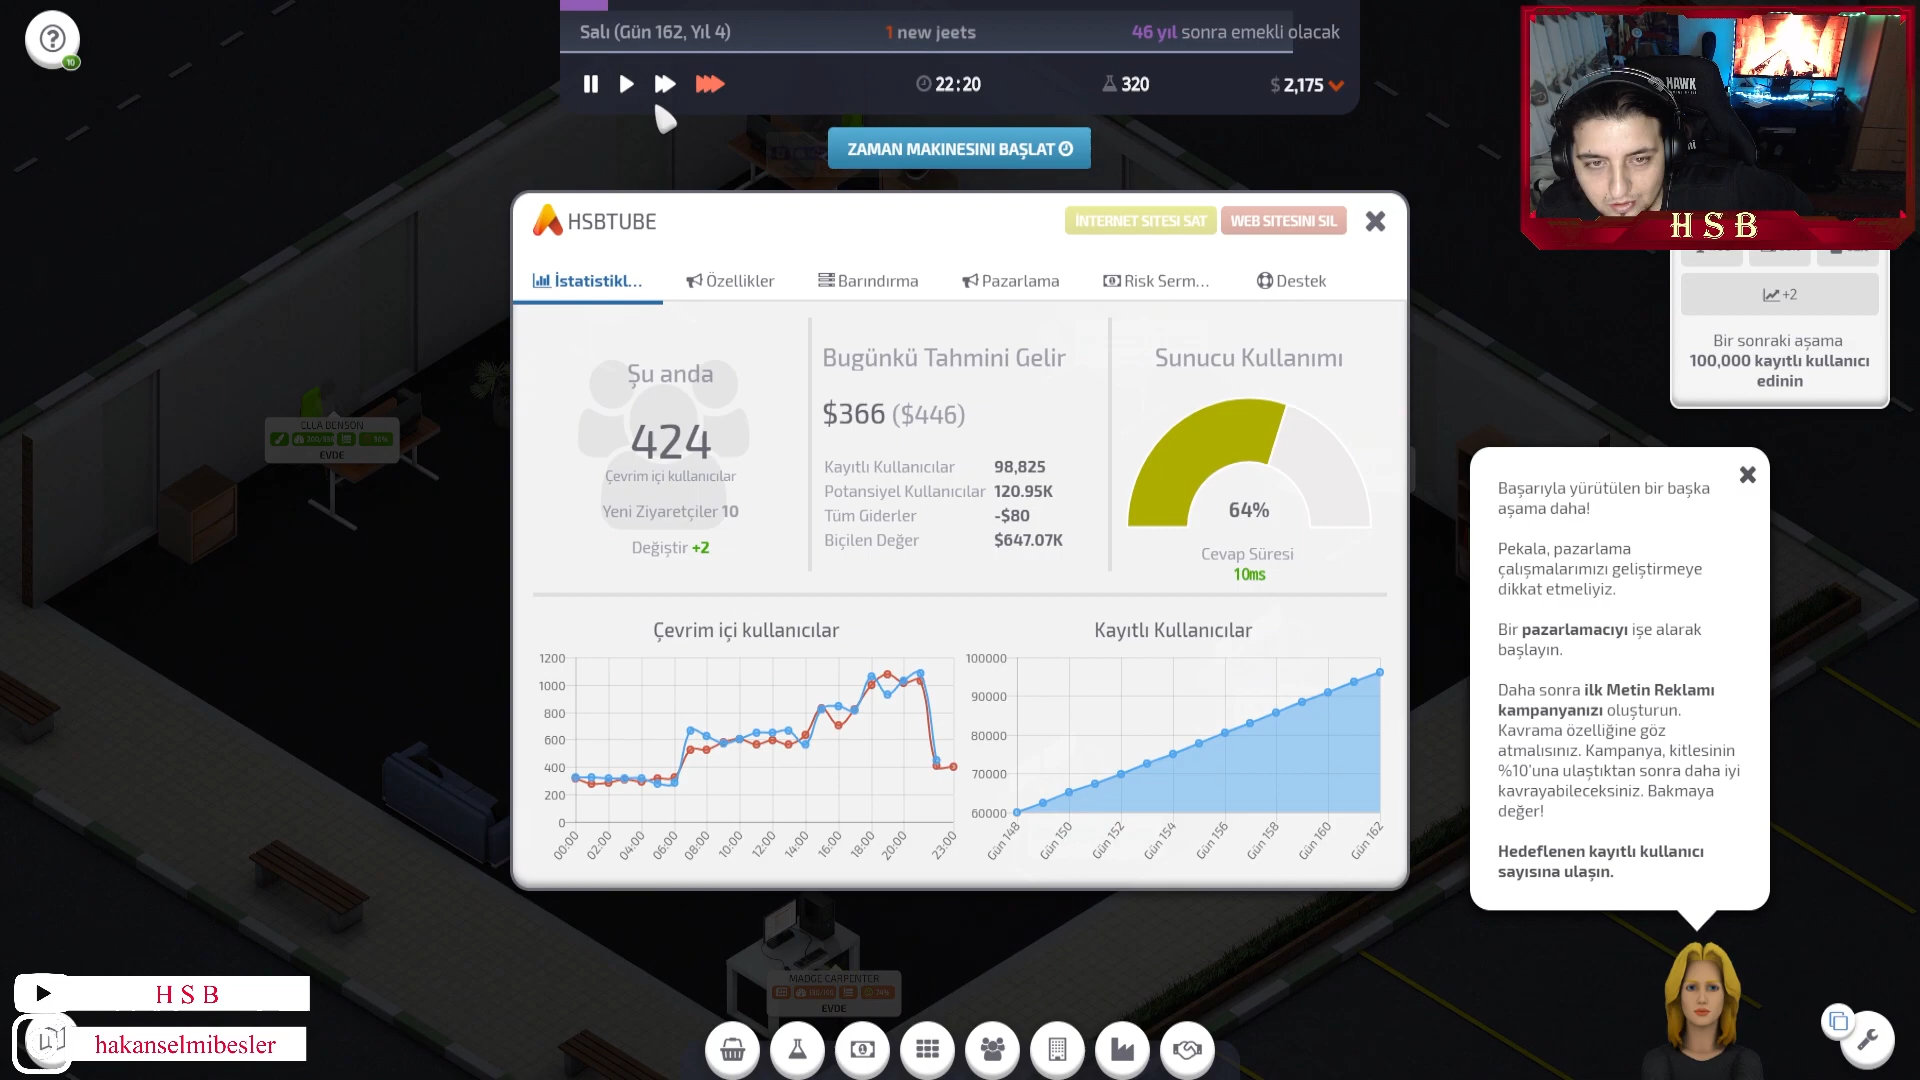 Salı (Gün 162, Yıl 4)
1 new jeets
46 yıl sonra emekli olacak
22:20
320
$ 2,175
ZAMAN MAKINESINI BAŞLAT
10
HAWK
H S B
HSBTUBE
İNTERNET SITESI SAT
WEB SITESINI SIL
İstatistikl...
Özellikler
Barındırma
Pazarlama
Risk Serm...
Destek
Şu anda
424
Çevrim içi kullanıcılar
Yeni Ziyaretçiler 10
Değiştir +2
Bugünkü Tahmini Gelir
$366 ($446)
Kayıtlı Kullanıcılar 98,825
Potansiyel Kullanıcılar 120.95K
Tüm Giderler -$80
Biçilen Değer $647.07K
Sunucu Kullanımı
64%
Cevap Süresi
10ms
Çevrim içi kullanıcılar
1200
1000
800
600
400
200
0
00:00 02:00 04:00 06:00 08:00 10:00 12:00 14:00 16:00 18:00 20:00 23:00
Kayıtlı Kullanıcılar
100000
90000
80000
70000
60000
Gün 148 Gün 150 Gün 152 Gün 154 Gün 156 Gün 158 Gün 160 Gün 162
+2
Bir sonraki aşama
100,000 kayıtlı kullanıcı
edinin
Başarıyla yürütülen bir başka
aşama daha!
Pekala, pazarlama
çalışmalarımızı geliştirmeye
dikkat etmeliyiz.
Bir pazarlamacıyı işe alarak
başlayın.
Daha sonra ilk Metin Reklamı
kampanyanızı oluşturun.
Kavrama özelliğine göz
atmalısınız. Kampanya, kitlesinin
%10'una ulaştıktan sonra daha iyi
kavrayabileceksiniz. Bakmaya
değer!
Hedeflenen kayıtlı kullanıcı
sayısına ulaşın.
BENSON
EVDE
MADGE CARPENTER
EVDE
H S B
hakanselmibesler